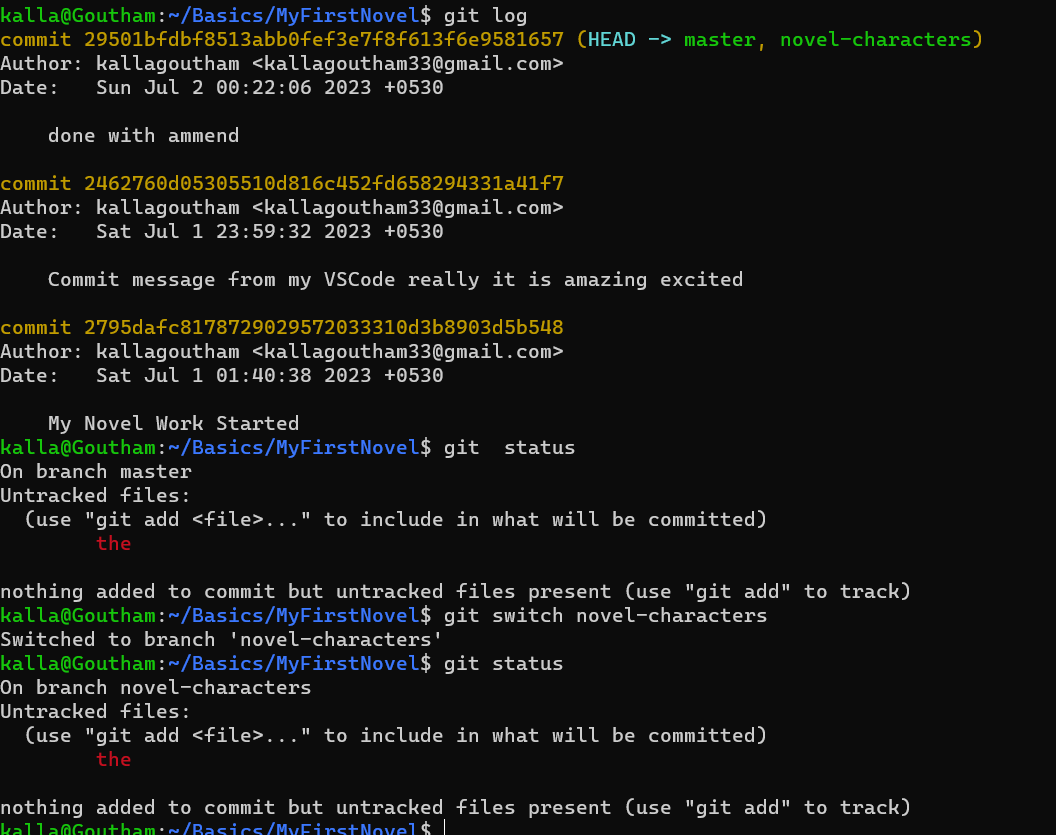 kalla@Goutham:~/Basics/MyFirstNovel$ git log
commit 29501bfdbf8513abb0fef3e7f8f613f6e9581657 (HEAD -> master, novel-characters)
Author: kallagoutham <kallagoutham33@gmail.com>
Date:   Sun Jul 2 00:22:06 2023 +0530
    done with ammend
commit 2462760d05305510d816c452fd658294331a41f7
Author: kallagoutham <kallagoutham33@gmail.com>
Date:   Sat Jul 1 23:59:32 2023 +0530
    Commit message from my VSCode really it is amazing excited
commit 2795dafc8178729029572033310d3b8903d5b548
Author: kallagoutham <kallagoutham33@gmail.com>
Date:   Sat Jul 1 01:40:38 2023 +0530
    My Novel Work Started
kalla@Goutham:~/Basics/MyFirstNovel$ git  status
On branch master
Untracked files:
  (use "git add <file>..." to include in what will be committed)
        the
nothing added to commit but untracked files present (use "git add" to track)
kalla@Goutham:~/Basics/MyFirstNovel$ git switch novel-characters
Switched to branch 'novel-characters'
kalla@Goutham:~/Basics/MyFirstNovel$ git status
On branch novel-characters
Untracked files:
  (use "git add <file>..." to include in what will be committed)
        the
nothing added to commit but untracked files present (use "git add" to track)
kalla@Goutham:~/Basics/MyFirstNovel$